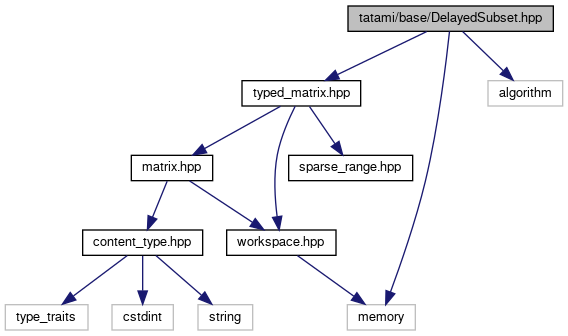 tatami/base/DelayedSubset.hpp
typed_matrix.hpp
algorithm
matrix.hpp
sparse_range.hpp
content_type.hpp
workspace.hpp
type_traits
cstdint
string
memory